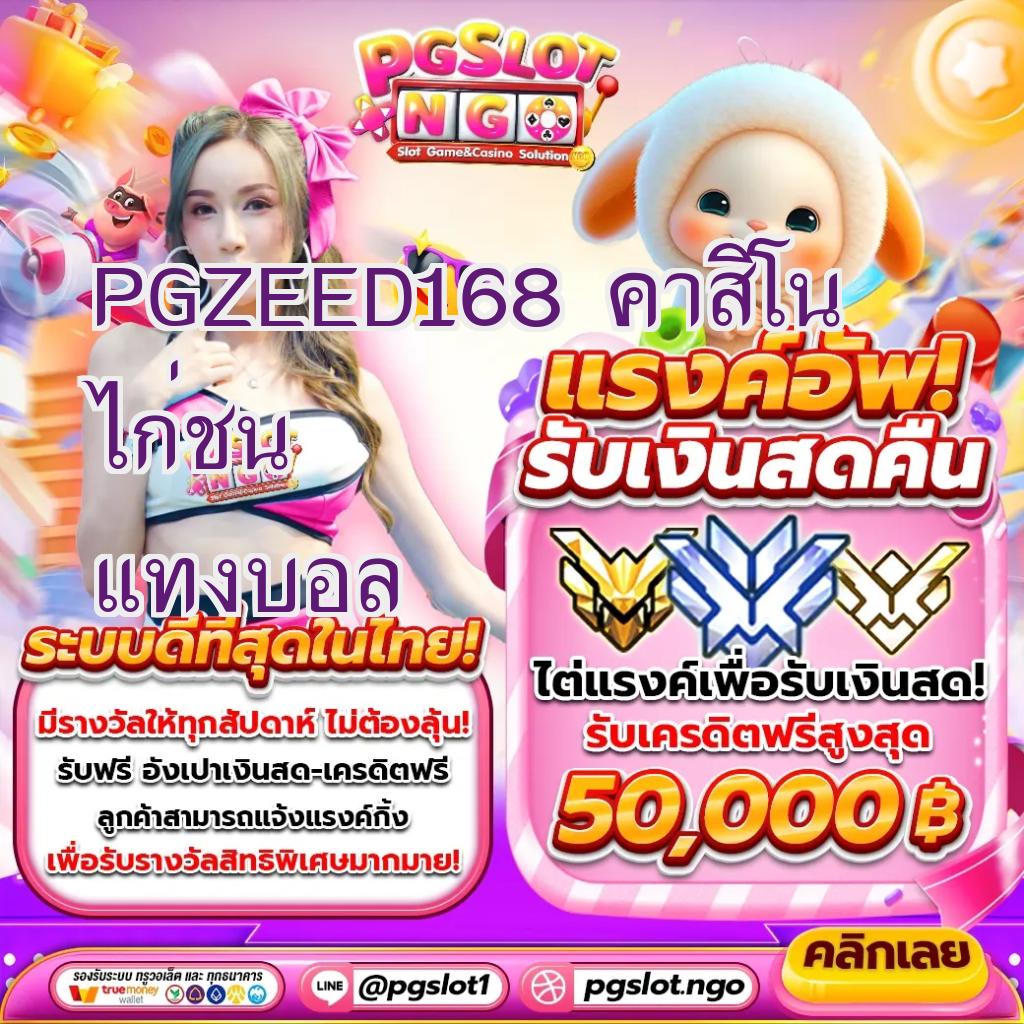 PGSLOT
NGO
Slot Game&Casino Solution
PGZEED168 คาสิโน
ไก่ชน
แทงบอล
แรงค์อัพ!
รับเงินสดคืน
ระบบดีที่สุดในไทย!
มีรางวัลให้ทุกสัปดาห์ ไม่ต้องลุ้น!
รับฟรี อังเปาเงินสด-เครดิตฟรี
ลูกค้าสามารถแจ้งแรงค์กิ้ง
เพื่อรับรางวัลสิทธิพิเศษมากมาย!
ไต่แรงค์เพื่อรับเงินสด!
รับเครดิตฟรีสูงสุด
50,000 ฿
คลิกเลย
รองรับระบบ ทรูวอเล็ต และ ทุกธนาคาร
truemoney
wallet
LINE @pgslot1
pgslot.ngo